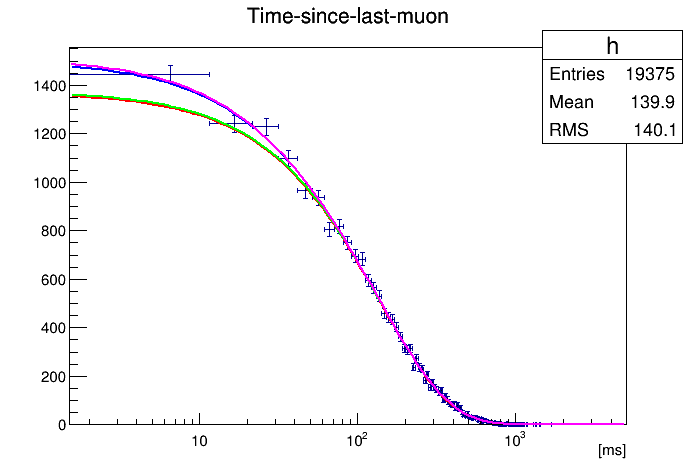 Time-since-last-muon
h
Entries 19375
Mean 139.9
RMS 140.1
1400
1200
1000
800
600
400
200
0
10
10²
10³
[ms]